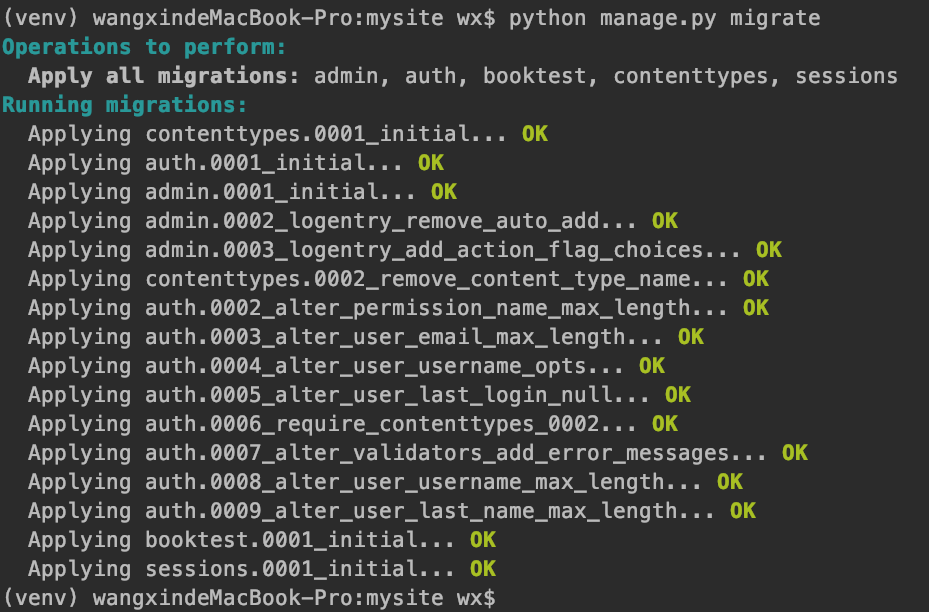 (venv) wangxindeMacBook-Pro:mysite wx$ python manage.py migrate
Operations to perform:
  Apply all migrations: admin, auth, booktest, contenttypes, sessions
Running migrations:
  Applying contenttypes.0001_initial... OK
  Applying auth.0001_initial... OK
  Applying admin.0001_initial... OK
  Applying admin.0002_logentry_remove_auto_add... OK
  Applying admin.0003_logentry_add_action_flag_choices... OK
  Applying contenttypes.0002_remove_content_type_name... OK
  Applying auth.0002_alter_permission_name_max_length... OK
  Applying auth.0003_alter_user_email_max_length... OK
  Applying auth.0004_alter_user_username_opts... OK
  Applying auth.0005_alter_user_last_login_null... OK
  Applying auth.0006_require_contenttypes_0002... OK
  Applying auth.0007_alter_validators_add_error_messages... OK
  Applying auth.0008_alter_user_username_max_length... OK
  Applying auth.0009_alter_user_last_name_max_length... OK
  Applying booktest.0001_initial... OK
  Applying sessions.0001_initial... OK
(venv) wangxindeMacBook-Pro:mysite wx$